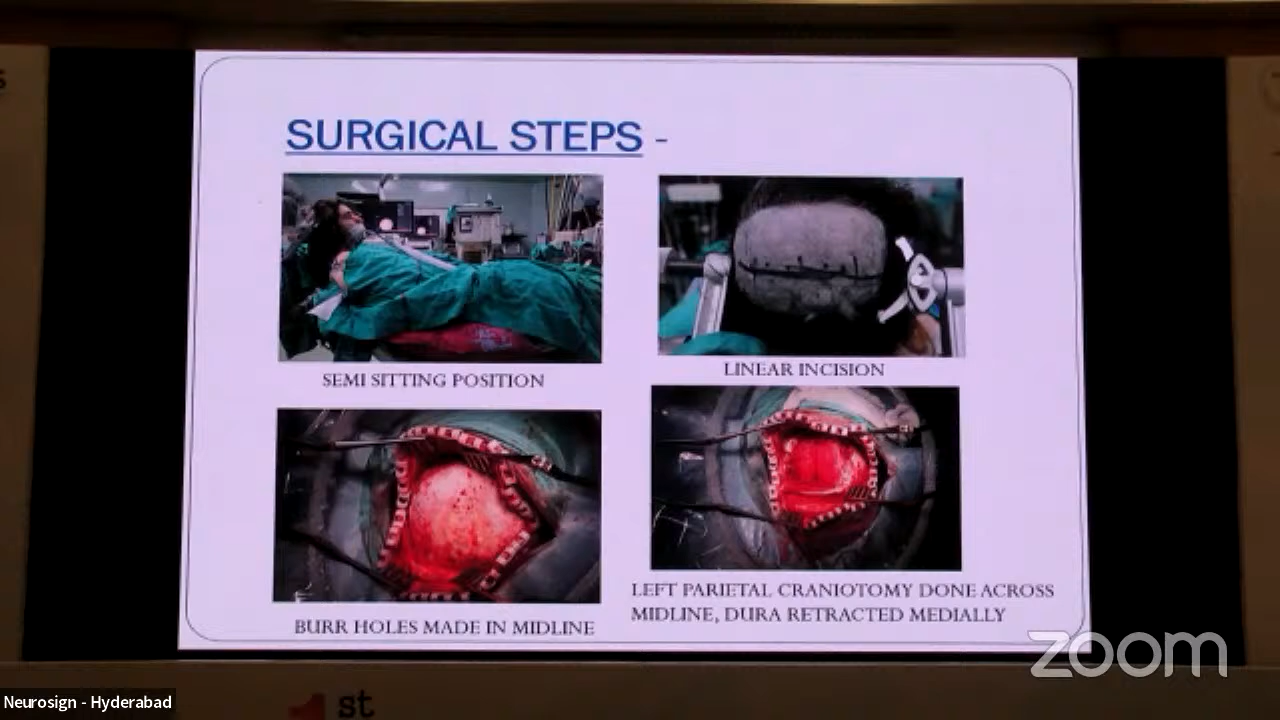 SURGICAL STEPS -
SEMI SITTING POSITION
LINEAR INCISION
BURR HOLES MADE IN MIDLINE
LEFT PARIETAL CRANIOTOMY DONE ACROSS
MIDLINE, DURA RETRACTED MEDIALLY
zoom
Neurosign - Hyderabad
1st